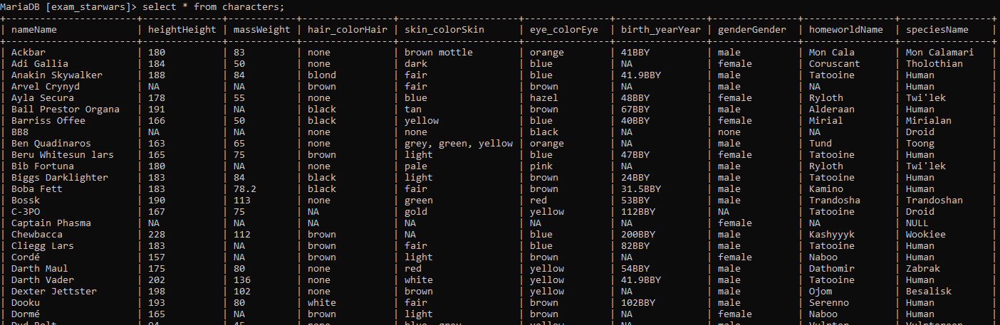 MariaDB [exam_starwars]> select * from characters;
+-----------------------+--------------+------------+----------------+---------------------+--------------+----------------+--------------+----------------+---------------+
| nameName | heightHeight | massWeight | hair_colorHair | skin_colorSkin | eye_colorEye | birth_yearYear | genderGender | homeworldName | speciesName |
+-----------------------+--------------+------------+----------------+---------------------+--------------+----------------+--------------+----------------+---------------+
| Ackbar | 180 | 83 | none | brown mottle | orange | 41BBY | male | Mon Cala | Mon Calamari |
| Adi Gallia | 184 | 50 | none | dark | blue | NA | female | Coruscant | Tholothian |
| Anakin Skywalker | 188 | 84 | blond | fair | blue | 41.9BBY | male | Tatooine | Human |
| Arvel Crynyd | NA | NA | brown | fair | brown | NA | male | NA | Human |
| Ayla Secura | 178 | 55 | none | blue | hazel | 48BBY | female | Ryloth | Twi'lek |
| Bail Prestor Organa | 191 | NA | black | tan | brown | 67BBY | male | Alderaan | Human |
| Barriss Offee | 166 | 50 | black | yellow | blue | 40BBY | female | Mirial | Mirialan |
| BB8 | NA | NA | none | none | black | NA | none | NA | Droid |
| Ben Quadinaros | 163 | 65 | none | grey, green, yellow | orange | NA | male | Tund | Toong |
| Beru Whitesun lars | 165 | 75 | brown | light | blue | 47BBY | female | Tatooine | Human |
| Bib Fortuna | 180 | NA | none | pale | pink | NA | male | Ryloth | Twi'lek |
| Biggs Darklighter | 183 | 84 | black | light | brown | 24BBY | male | Tatooine | Human |
| Boba Fett | 183 | 78.2 | black | fair | brown | 31.5BBY | male | Kamino | Human |
| Bossk | 190 | 113 | none | green | red | 53BBY | male | Trandosha | Trandoshan |
| C-3PO | 167 | 75 | NA | gold | yellow | 112BBY | NA | Tatooine | Droid |
| Captain Phasma | NA | NA | NA | NA | NA | NA | female | NA | NULL |
| Chewbacca | 228 | 112 | brown | NA | blue | 200BBY | male | Kashyyyk | Wookiee |
| Cliegg Lars | 183 | NA | brown | fair | blue | 82BBY | male | Tatooine | Human |
| Cordé | 157 | NA | brown | light | brown | NA | female | Naboo | Human |
| Darth Maul | 175 | 80 | none | red | yellow | 54BBY | male | Dathomir | Zabrak |
| Darth Vader | 202 | 136 | none | white | yellow | 41.9BBY | male | Tatooine | Human |
| Dexter Jettster | 198 | 102 | none | brown | yellow | NA | male | Ojom | Besalisk |
| Dooku | 193 | 80 | white | fair | brown | 102BBY | male | Serenno | Human |
| Dormé | 165 | NA | brown | light | brown | NA | female | Naboo | Human |
| Dud Bolt | 94 | 45 | none | blue, grey | yellow | NA | male | Vulpter | Vulptereen |